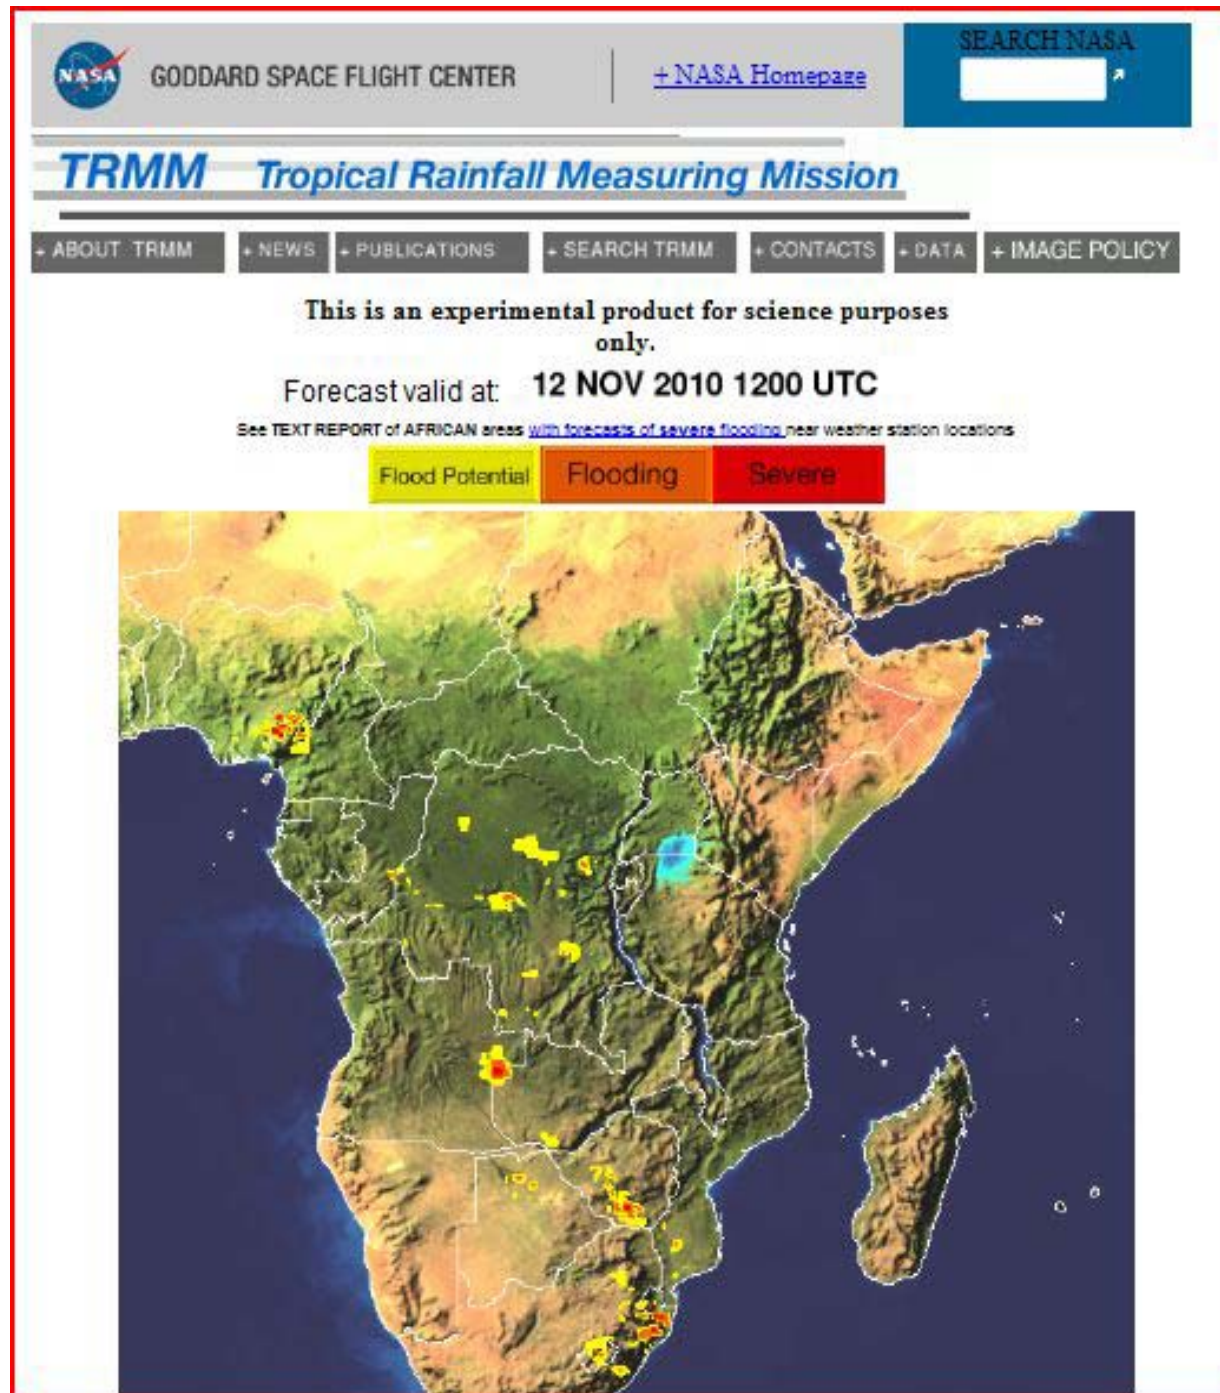 NASA GODDARD SPACE FLIGHT CENTER + NASA Homepage SEARCH NASA
TRMM Tropical Rainfall Measuring Mission
+ ABOUT TRMM + NEWS + PUBLICATIONS + SEARCH TRMM + CONTACTS + DATA + IMAGE POLICY
This is an experimental product for science purposes
only.
Forecast valid at: 12 NOV 2010 1200 UTC
See TEXT REPORT of AFRICAN areas with forecasts of severe flooding near weather station locations
Flood Potential Flooding Severe